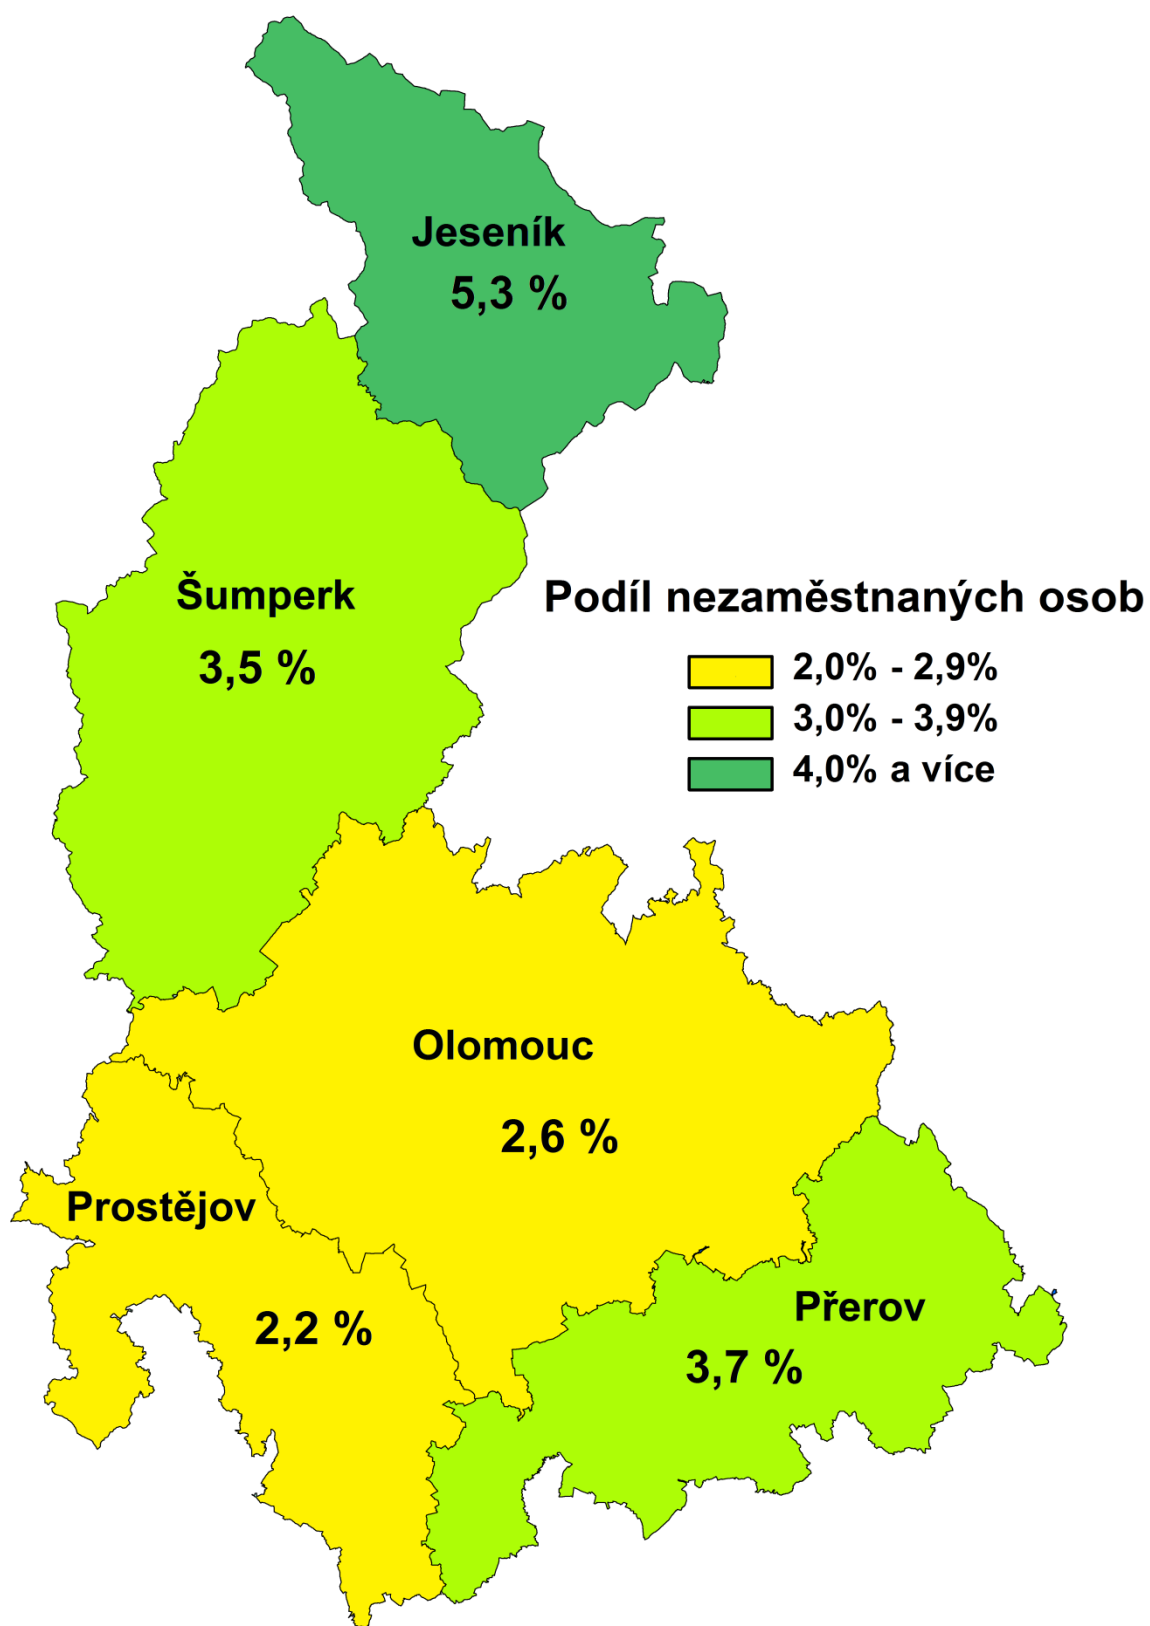 Jeseník
5,3 %
Šumperk
3,5 %
Podíl nezaměstnaných osob
2,0% - 2,9%
3,0% - 3,9%
4,0% a více
Olomouc
2,6 %
Prostějov
2,2 %
Přerov
3,7 %